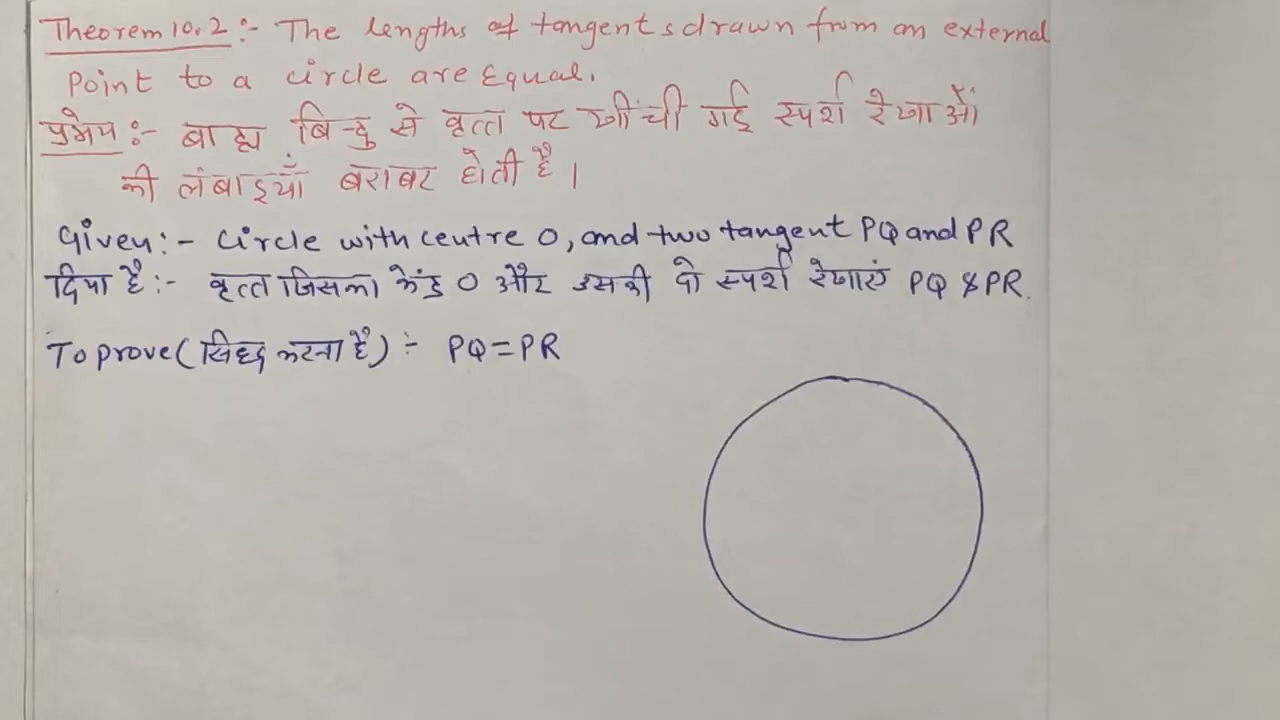 Theorem 10.2 :- The lengths of tangents drawn from an external
Point to a circle are Equal.
प्रमेय :- बाह्य बिन्दु से वृत्त पर खींची गई स्पर्श रेखाओं
की लंबाइयाँ बराबर होती है।
Given :- Circle with centre O, and two tangent PQ and PR
दिया है :- वृत्त जिसका केंद्र O और उसकी दो स्पर्श रेखाएं PQ & PR.
To prove (सिध्द करना है) :- PQ = PR